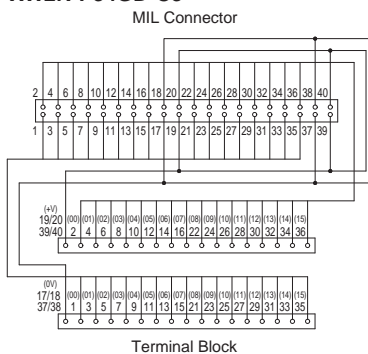 MIL Connector
2 4 6 8 10 12 14 16 18 20 22 24 26 28 30 32 34 36 38 40
1 3 5 7 9 11 13 15 17 19 21 23 25 27 29 31 33 35 37 39
(+V)
19/20 (00) (01) (02) (03) (04) (05) (06) (07) (08) (09) (10) (11) (12) (13) (14) (15)
39/40 2 4 6 8 10 12 14 16 22 24 26 28 30 32 34 36
(0V)
17/18 (00) (01) (02) (03) (04) (05) (06) (07) (08) (09) (10) (11) (12) (13) (14) (15)
37/38 1 3 5 7 9 11 13 15 21 23 25 27 29 31 33 35
Terminal Block